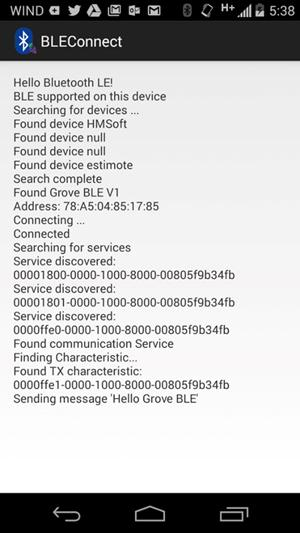 WIND 5:38
BLEConnect
Hello Bluetooth LE!
BLE supported on this device
Searching for devices ...
Found device HMSoft
Found device null
Found device null
Found device estimote
Search complete
Found Grove BLE V1
Address: 78:A5:04:85:17:85
Connecting ...
Connected
Searching for services
Service discovered:
00001800-0000-1000-8000-00805f9b34fb
Service discovered:
00001801-0000-1000-8000-00805f9b34fb
Service discovered:
0000ffe0-0000-1000-8000-00805f9b34fb
Found communication Service
Finding Characteristic...
Found TX characteristic:
0000ffe1-0000-1000-8000-00805f9b34fb
Sending message 'Hello Grove BLE'